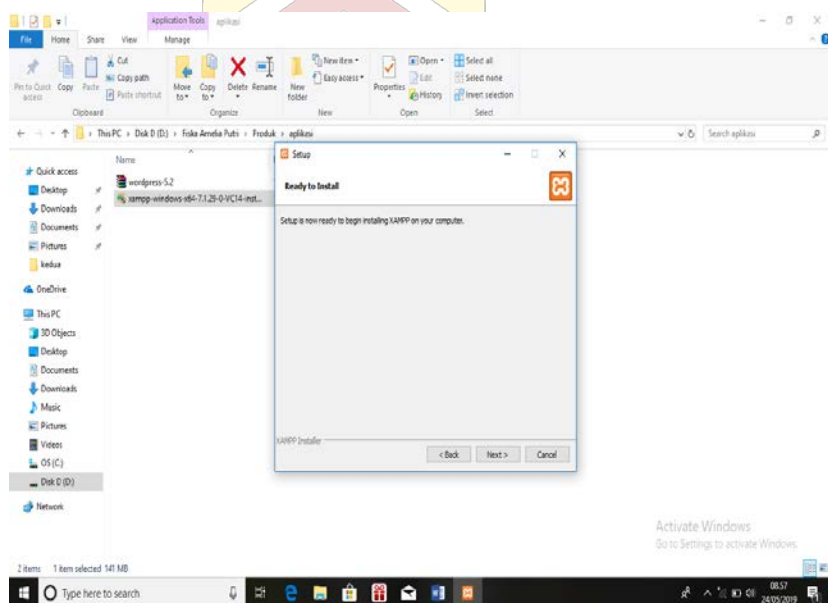 Application Tools aplikasi
File Home Share View Manage
Pin to Quick access
Copy
Paste
Cut
Copy path
Paste shortcut
Clipboard
Move to
Copy to
Delete
Rename
Organize
New folder
New item
Easy access
New
Properties
Open
Edit
History
Open
Select all
Select none
Invert selection
Select
This PC › Disk D (D:) › Fiska Amelia Putri › Produk › aplikasi
Search aplikasi
Name
Quick access
Desktop
Downloads
Documents
Pictures
kedua
OneDrive
This PC
3D Objects
Desktop
Documents
Downloads
Music
Pictures
Videos
OS (C:)
Disk D (D:)
Network
wordpress-5.2
xampp-windows-x64-7.1.29-0-VC14-inst...
Setup
Ready to Install
Setup is now ready to begin installing XAMPP on your computer.
XAMPP Installer
< Back Next > Cancel
Activate Windows
Go to Settings to activate Windows.
2 items 1 item selected 141 MB
Type here to search
08.57
24/05/2019